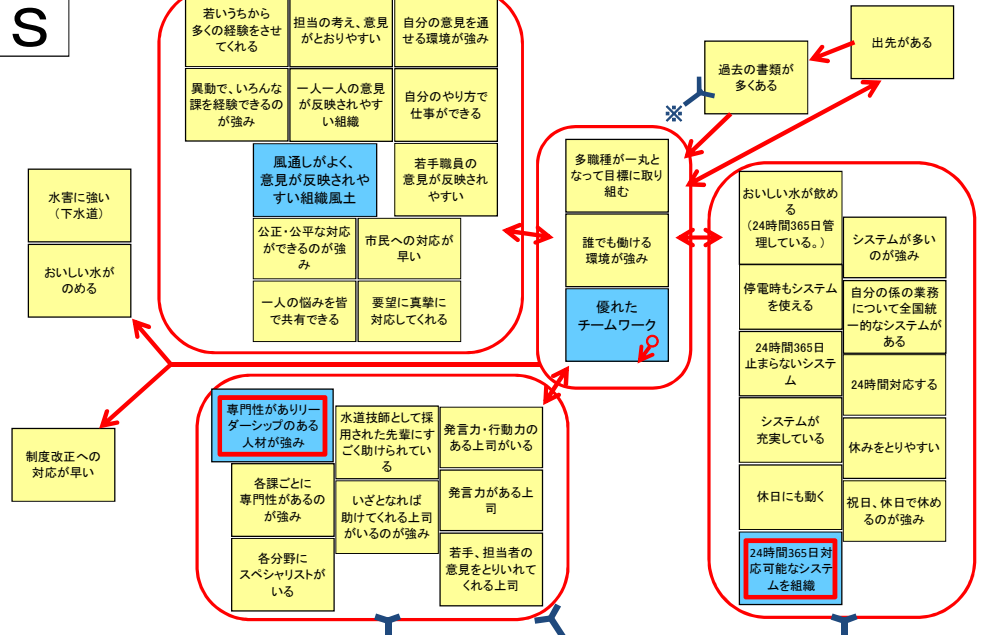 S
若いうちから
多くの経験をさせ
てくれる
担当の考え、意見
がとおりやすい
自分の意見を通
せる環境が強み
異動で、いろんな
課を経験できるの
が強み
一人一人の意見
が反映されやす
い組織
自分のやり方で
仕事ができる
風通しがよく、
意見が反映されや
すい組織風土
若手職員の
意見が反映され
やすい
公正・公平な対応
ができるのが強
み
市民への対応が
早い
一人の悩みを皆
で共有できる
要望に真摯に
対応してくれる
水害に強い
（下水道）
おいしい水が
のめる
制度改正への
対応が早い
過去の書類が
多くある
出先がある
※
多職種が一丸と
なって目標に取り
組む
誰でも働ける
環境が強み
優れた
チームワーク
専門性がありリー
ダーシップのある
人材が強み
水道技師として採
用された先輩にす
ごく助けられてい
る
発言力・行動力の
ある上司がいる
各課ごとに
専門性があるの
が強み
いざとなれば
助けてくれる上司
がいるのが強み
発言力がある上
司
各分野に
スペシャリストが
いる
若手、担当者の
意見をとりいれて
くれる上司
おいしい水が飲め
る
（24時間365日管
理している。）
システムが多い
のが強み
停電時もシステム
を使える
自分の係の業務
について全国統
一的なシステムが
ある
24時間365日
止まらないシステ
ム
24時間対応する
システムが
充実している
休みをとりやすい
休日にも動く
祝日、休日で休め
るのが強み
24時間365日対
応可能なシステ
ムを組織